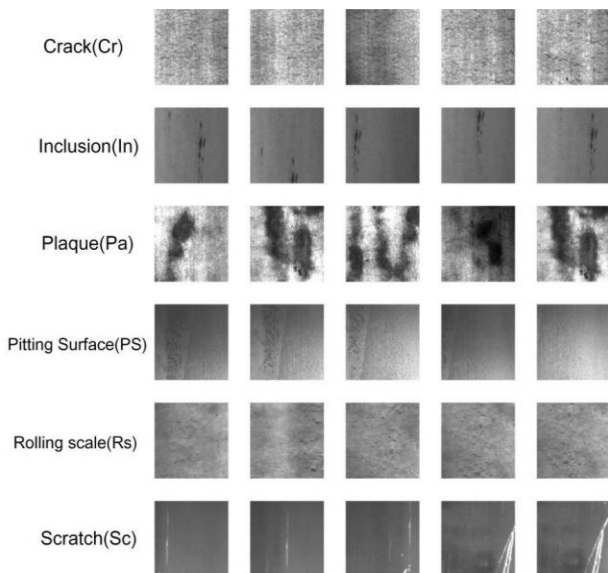 Crack(Cr)
Inclusion(In)
Plaque(Pa)
Pitting Surface(PS)
Rolling scale(Rs)
Scratch(Sc)